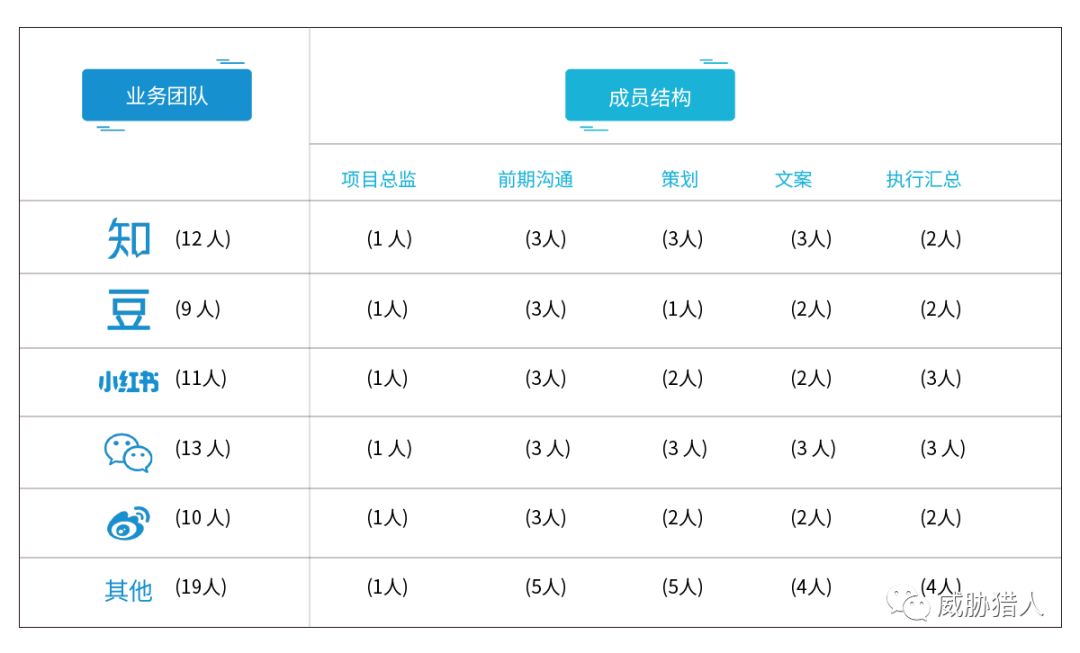 业务团队
成员结构
项目总监 前期沟通 策划 文案 执行汇总
知 (12 人) (1 人) (3人) (3人) (3人) (2人)
豆 (9 人) (1人) (3人) (1人) (2人) (2人)
小红书 (11人) (1人) (3人) (2人) (2人) (3人)
(13 人) (1 人) (3 人) (3 人) (3 人) (3 人)
(10 人) (1人) (3人) (2人) (2人) (2人)
其他 (19人) (1人) (5人) (5人) (4人) (4人)
威胁猎人